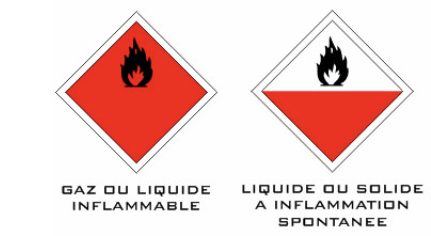 GAZ OU LIQUIDE
INFLAMMABLE
LIQUIDE OU SOLIDE
A INFLAMMATION
SPONTANEE